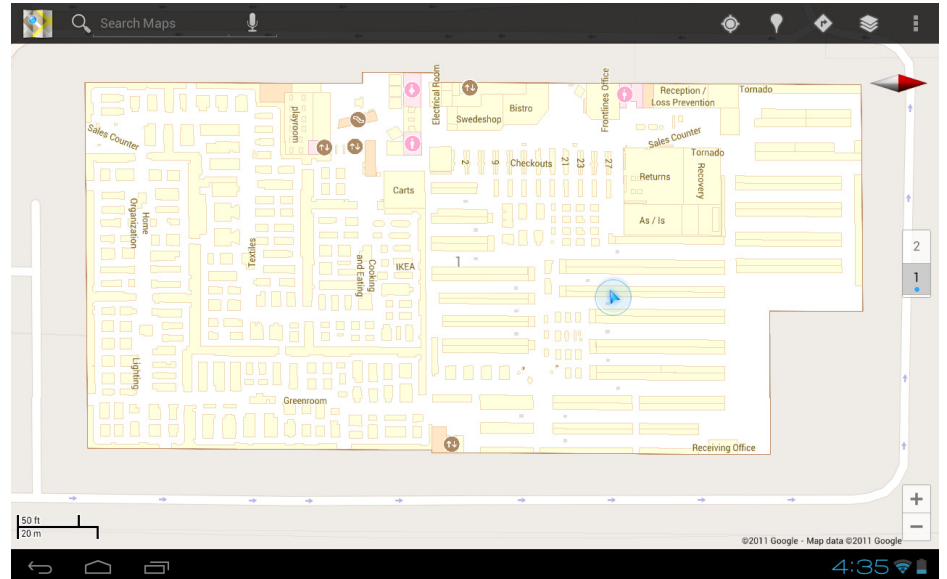 Search Maps
Electrical Room
Frontlines Office
Reception /
Loss Prevention
Tornado
playroom
Bistro
Swedeshop
Sales Counter
Sales Counter
Tornado
2
9
Checkouts
21
23
27
Returns
Recovery
Carts
Home
Organization
As / Is
Textiles
Cooking
and Eating
IKEA
1
2
1
Lighting
Greenroom
Receiving Office
50 ft
20 m
©2011 Google - Map data ©2011 Google
4:35